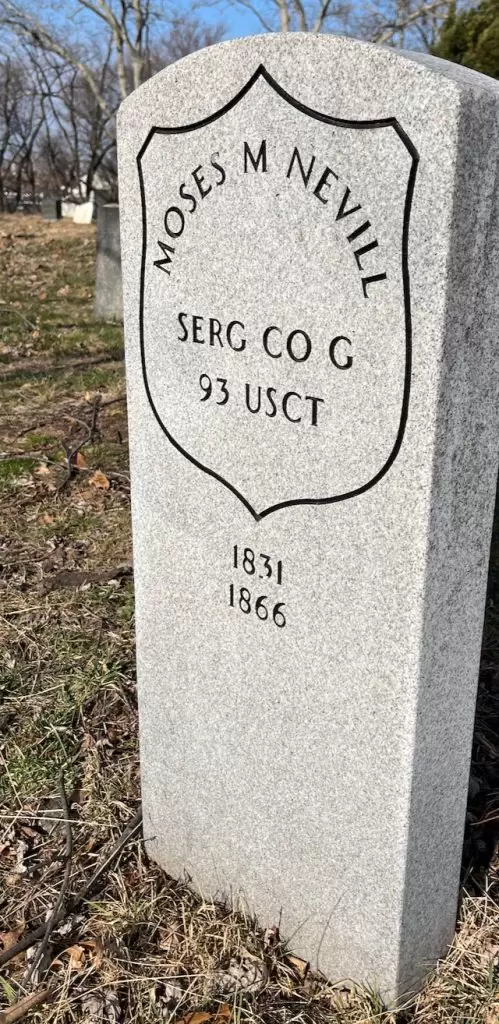 MOSES M NEVILL
SERG CO G
93 USCT
1831
1866